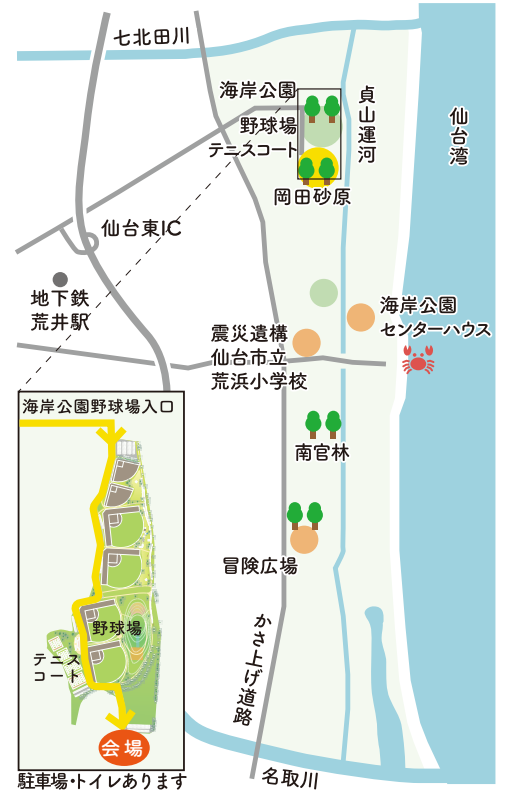 七北田川
海岸公園
野球場
テニスコート
貞山運河
仙台湾
岡田砂原
仙台東IC
地下鉄
荒井駅
海岸公園
センターハウス
震災遺構
仙台市立
荒浜小学校
海岸公園野球場入口
南官林
冒険広場
野球場
テニス
コート
かさ上げ道路
会場
名取川
駐車場・トイレあります